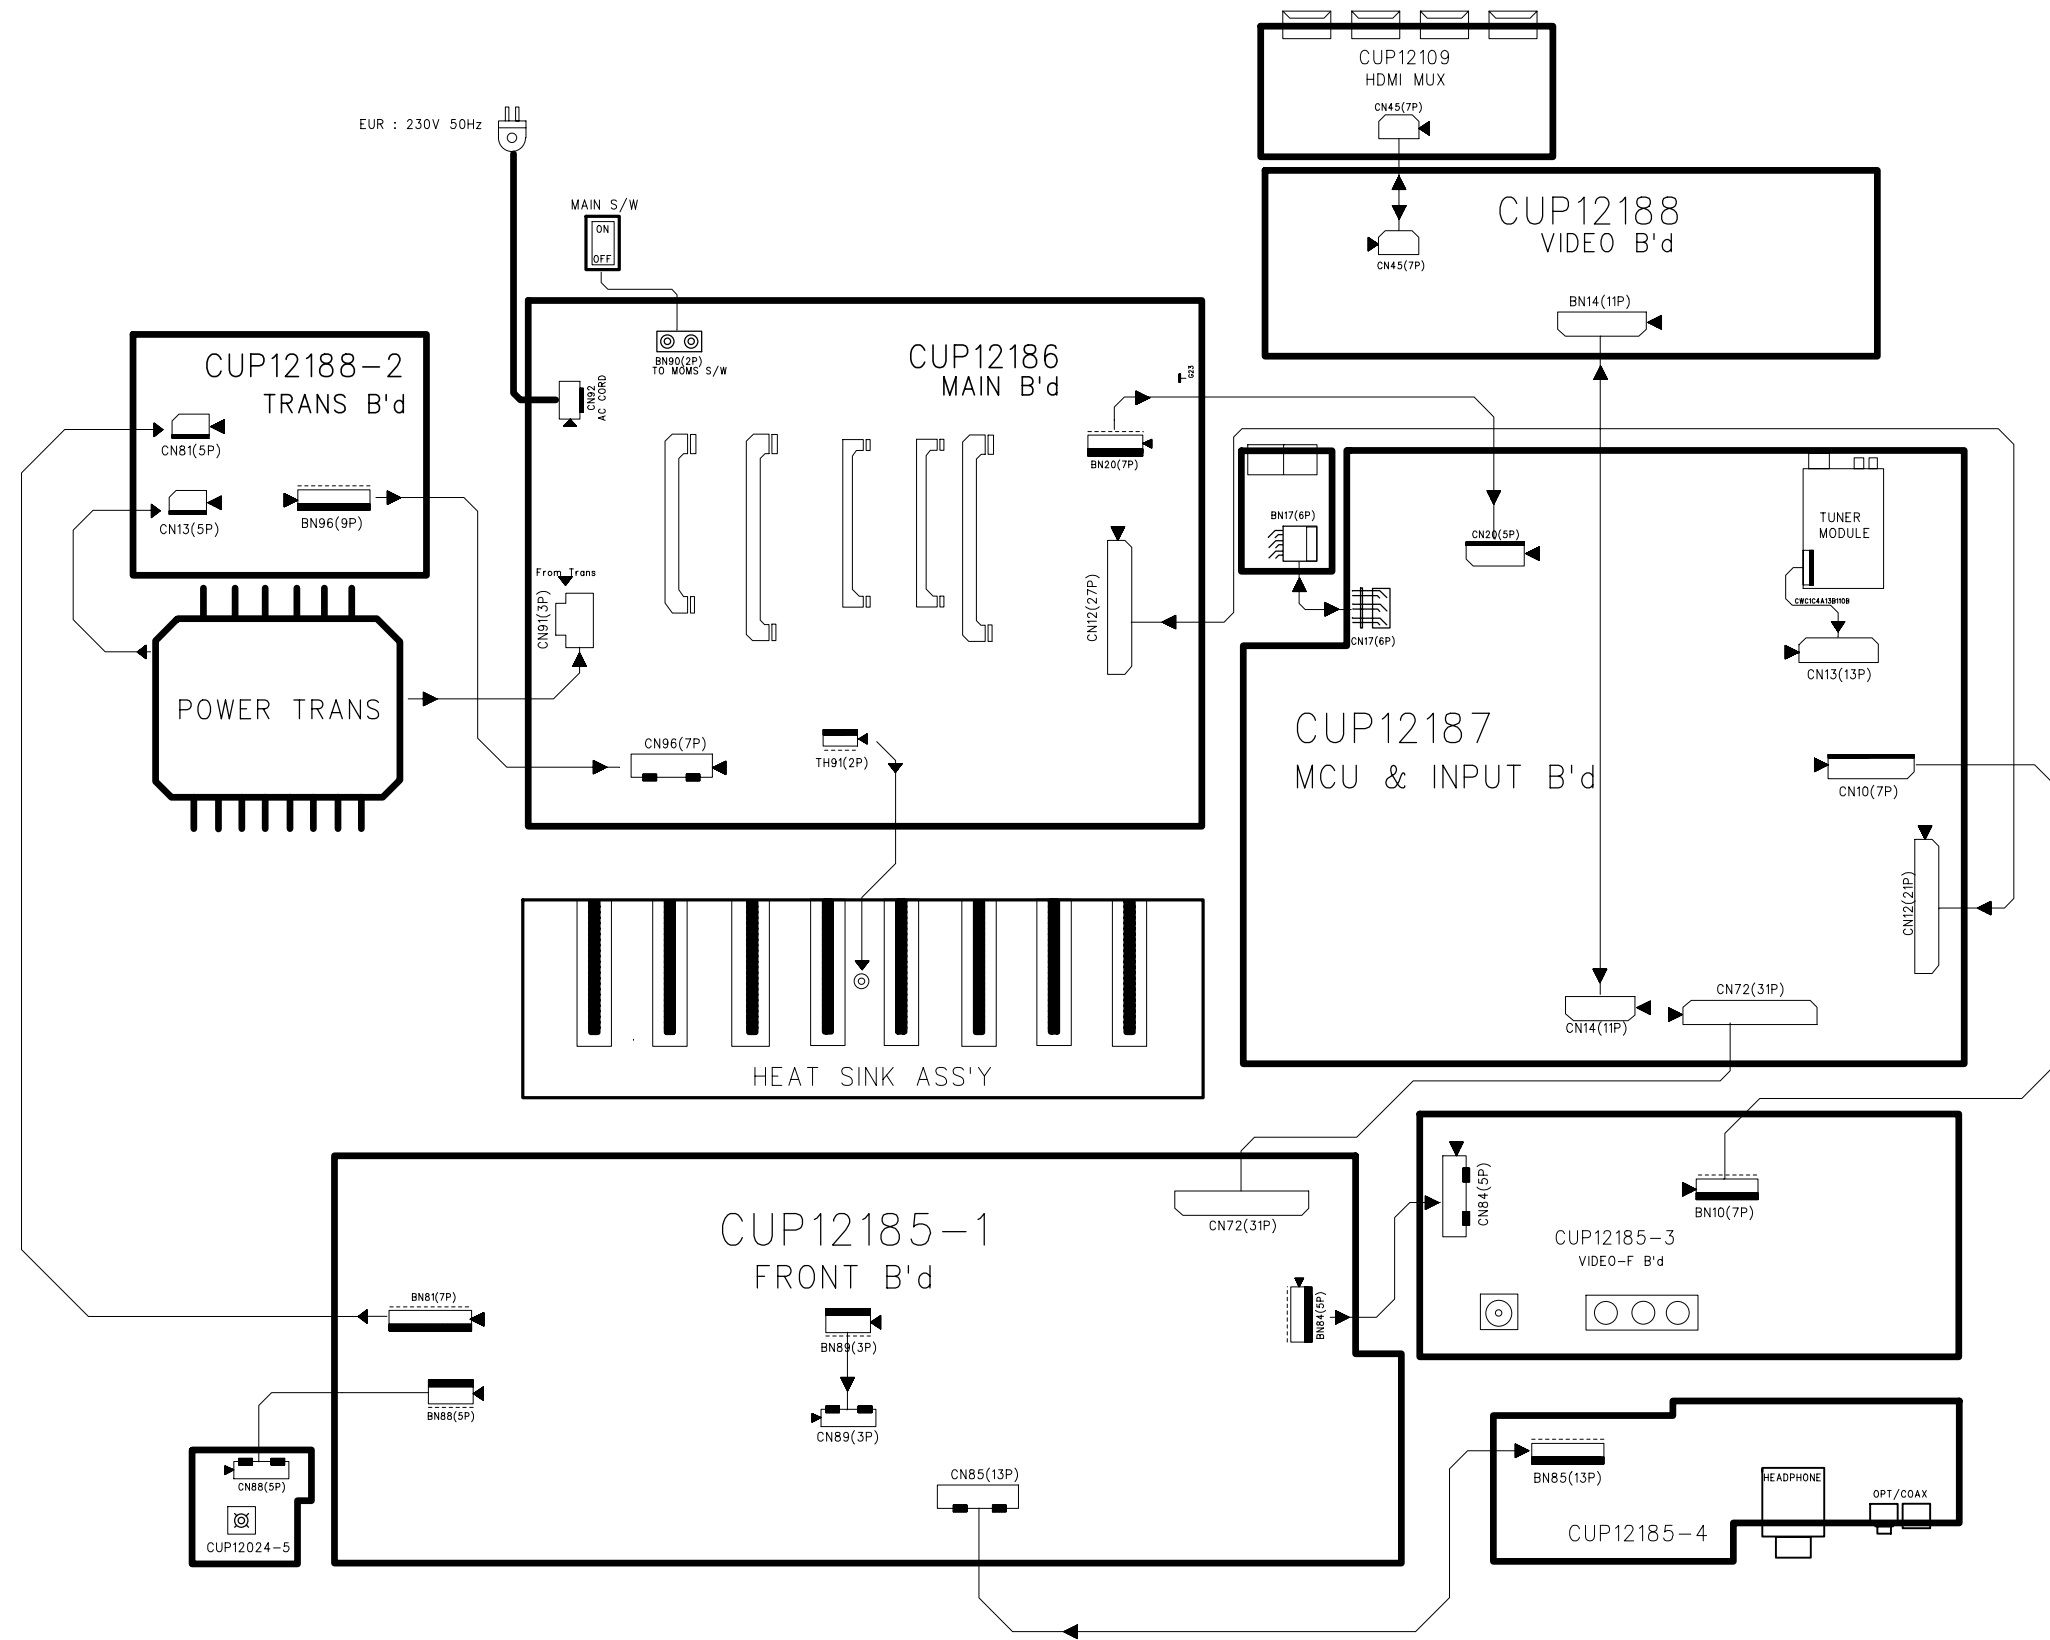 CUP12109
HDMI MUX
CN45(7P)
EUR : 230V 50Hz
MAIN S/W
ON
OFF
CUP12188
VIDEO B'd
CN45(7P)
BN14(11P)
CUP12188-2
TRANS B'd
CN81(5P)
CN13(5P)
BN96(9P)
BN90(2P)
TO MOMS S/W
CN92
AC CORD
CUP12186
MAIN B'd
G23
BN20(7P)
From Trans
CN91(3P)
CN12(27P)
CN96(7P)
TH91(2P)
POWER TRANS
BN17(6P)
CN17(6P)
CN20(5P)
TUNER
MODULE
CWC1C4A13B110B
CN13(13P)
CUP12187
MCU & INPUT B'd
CN10(7P)
CN12(21P)
CN14(11P)
CN72(31P)
HEAT SINK ASS'Y
CUP12185-1
FRONT B'd
CN72(31P)
BN81(7P)
BN88(5P)
BN89(3P)
CN89(3P)
BN84(5P)
CN85(13P)
CN84(5P)
BN10(7P)
CUP12185-3
VIDEO-F B'd
CN88(5P)
CUP12024-5
BN85(13P)
HEADPHONE
OPT/COAX
CUP12185-4